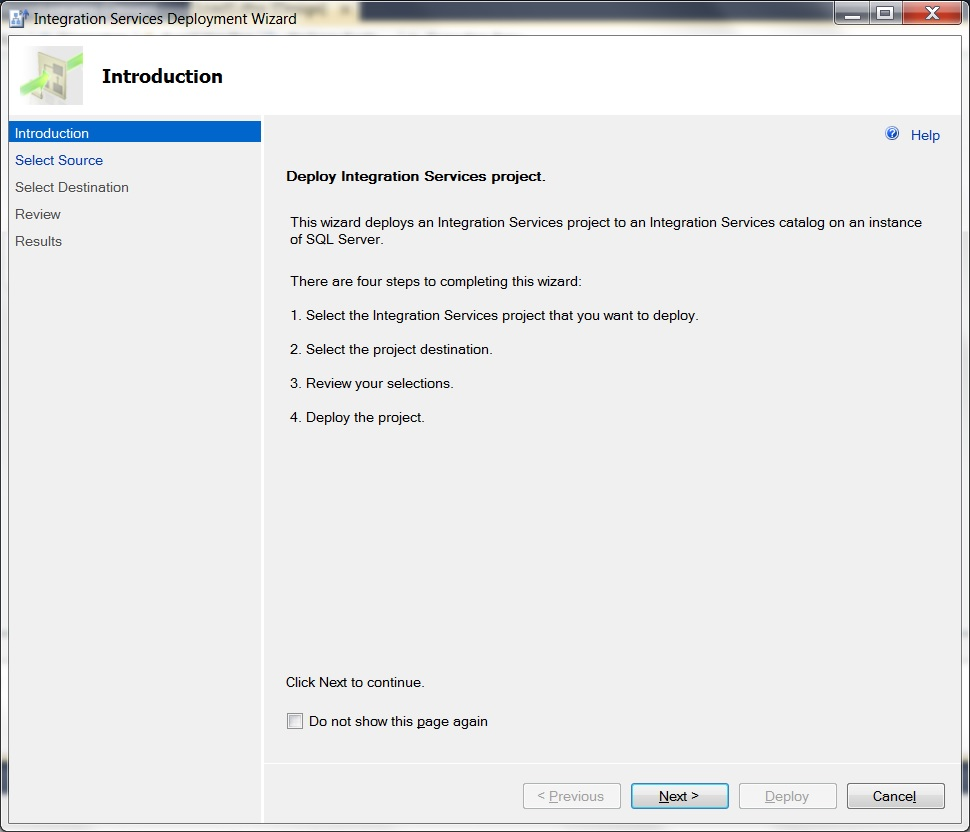 Integration Services Deployment Wizard
Introduction
Introduction
Select Source
Select Destination
Review
Results
Help
Deploy Integration Services project.
This wizard deploys an Integration Services project to an Integration Services catalog on an instance
of SQL Server.
There are four steps to completing this wizard:
1. Select the Integration Services project that you want to deploy.
2. Select the project destination.
3. Review your selections.
4. Deploy the project.
Click Next to continue.
Do not show this page again
< Previous
Next >
Deploy
Cancel